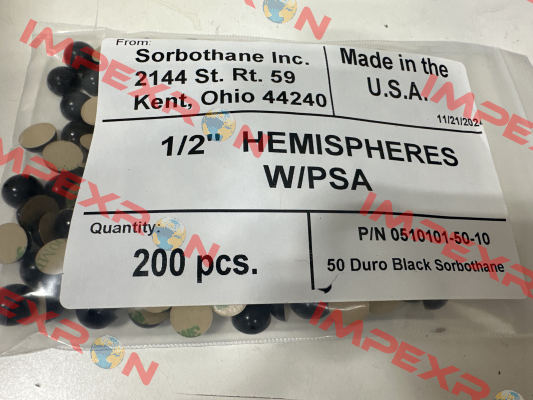 From:
Sorbothane Inc.
2144 St. Rt. 59
Kent, Ohio 44240
Made in the
U.S.A.
11/21/2024
1/2" HEMISPHERES
W/PSA
Quantity:
200 pcs.
P/N 0510101-50-10
50 Duro Black Sorbothane
IMPEXRON
IMPEXRON
IMPEXRON
IMPEXRON